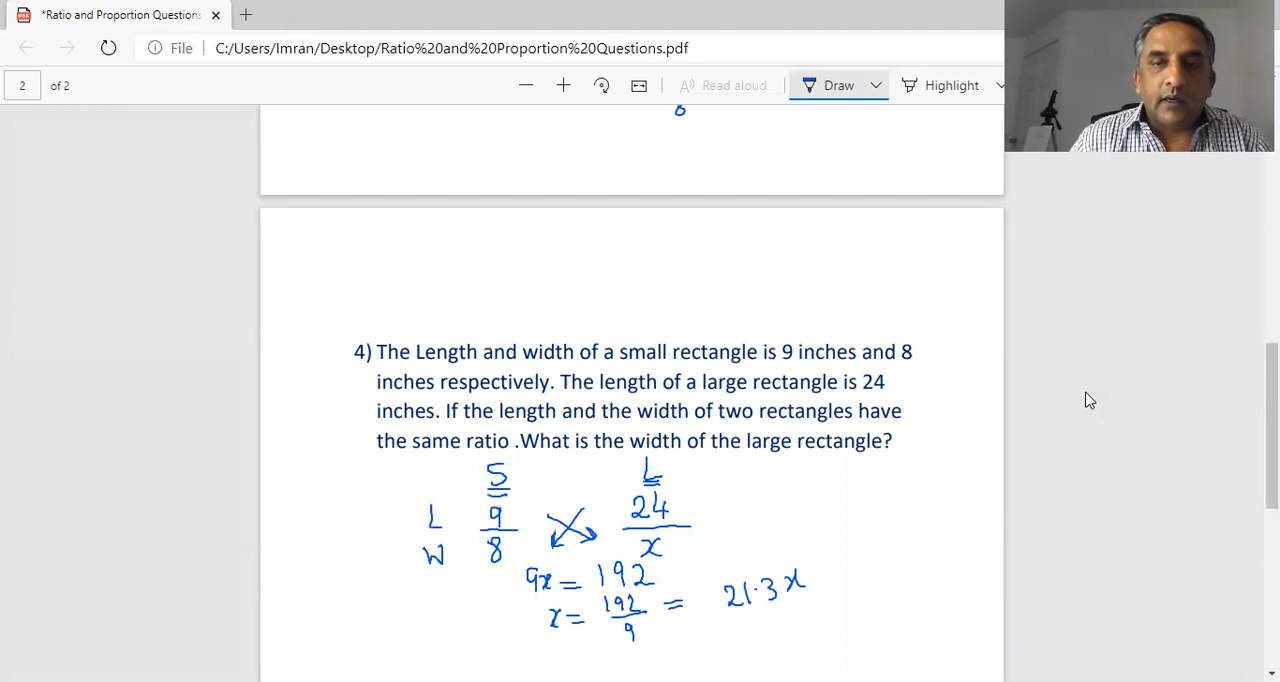 *Ratio and Proportion Questions
File C:/Users/Imran/Desktop/Ratio%20and%20Proportion%20Questions.pdf
2 of 2 Read aloud Draw Highlight
8
4) The Length and width of a small rectangle is 9 inches and 8
inches respectively. The length of a large rectangle is 24
inches. If the length and the width of two rectangles have
the same ratio .What is the width of the large rectangle?
S L
L 9 24
W 8 x
9x = 192
x = 192/9 = 21.3 x